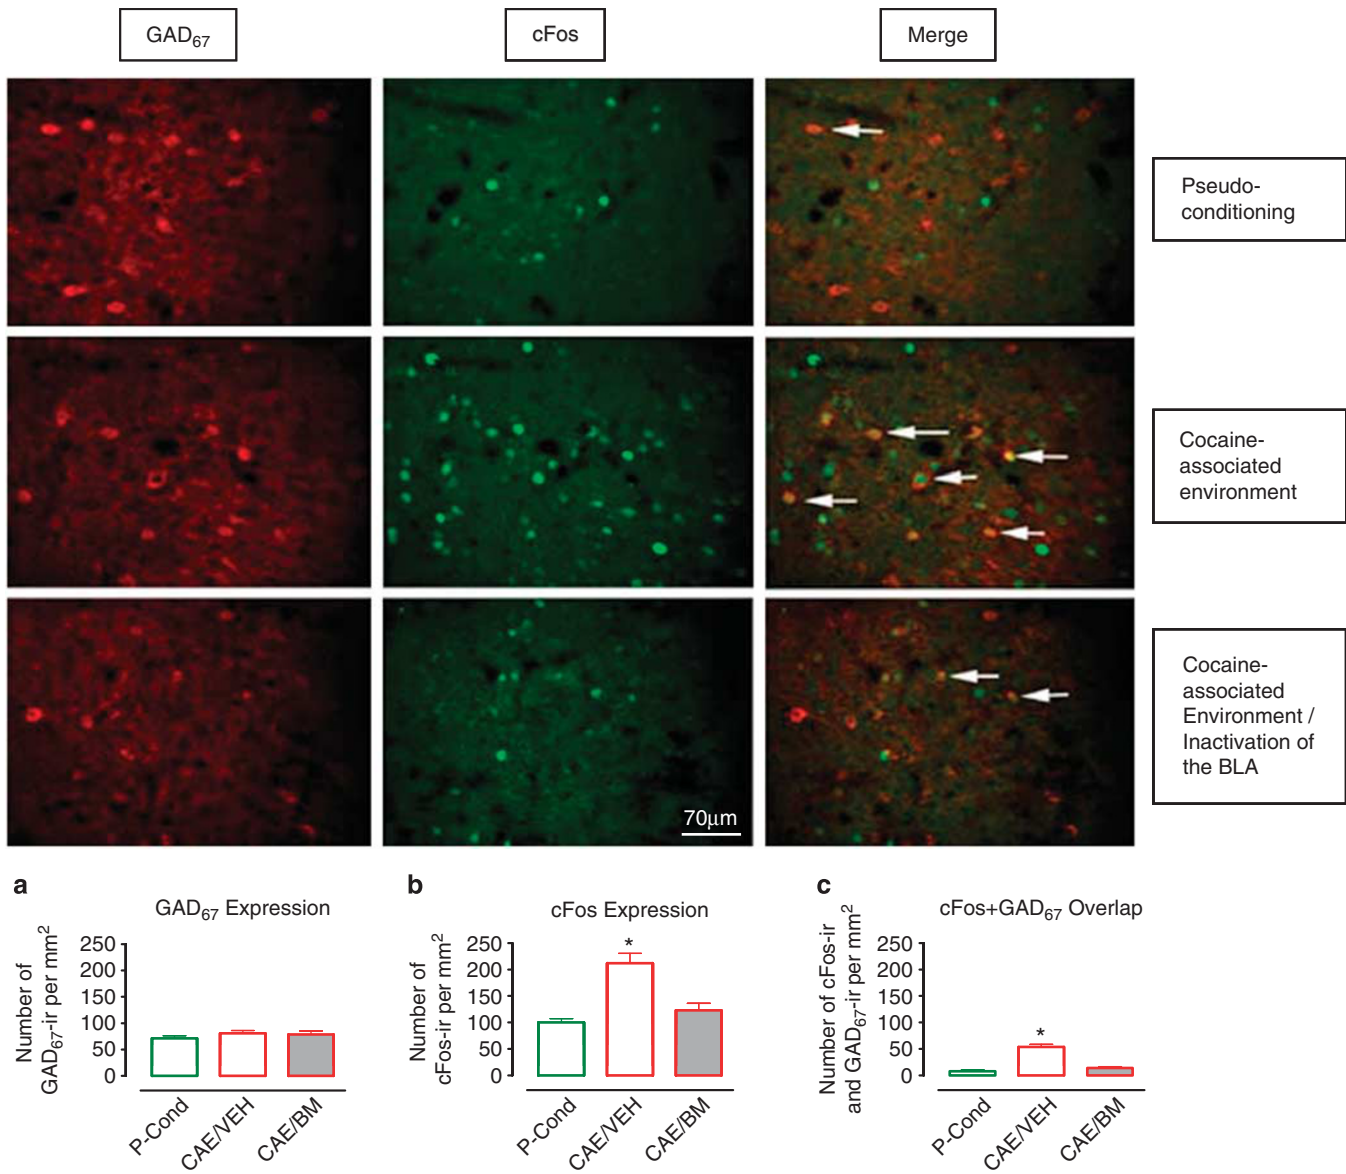 GAD67
cFos
Merge
Pseudo-
conditioning
Cocaine-
associated
environment
Cocaine-
associated
Environment /
Inactivation of
the BLA
70μm
a
GAD67 Expression
Number of
GAD67-ir per mm2
250
200
150
100
50
0
P-Cond
CAE/VEH
CAE/BM
b
cFos Expression
Number of
cFos-ir per mm2
250
200
150
100
50
0
*
P-Cond
CAE/VEH
CAE/BM
c
cFos+GAD67 Overlap
Number of cFos-ir
and GAD67-ir per mm2
250
200
150
100
50
0
*
P-Cond
CAE/VEH
CAE/BM